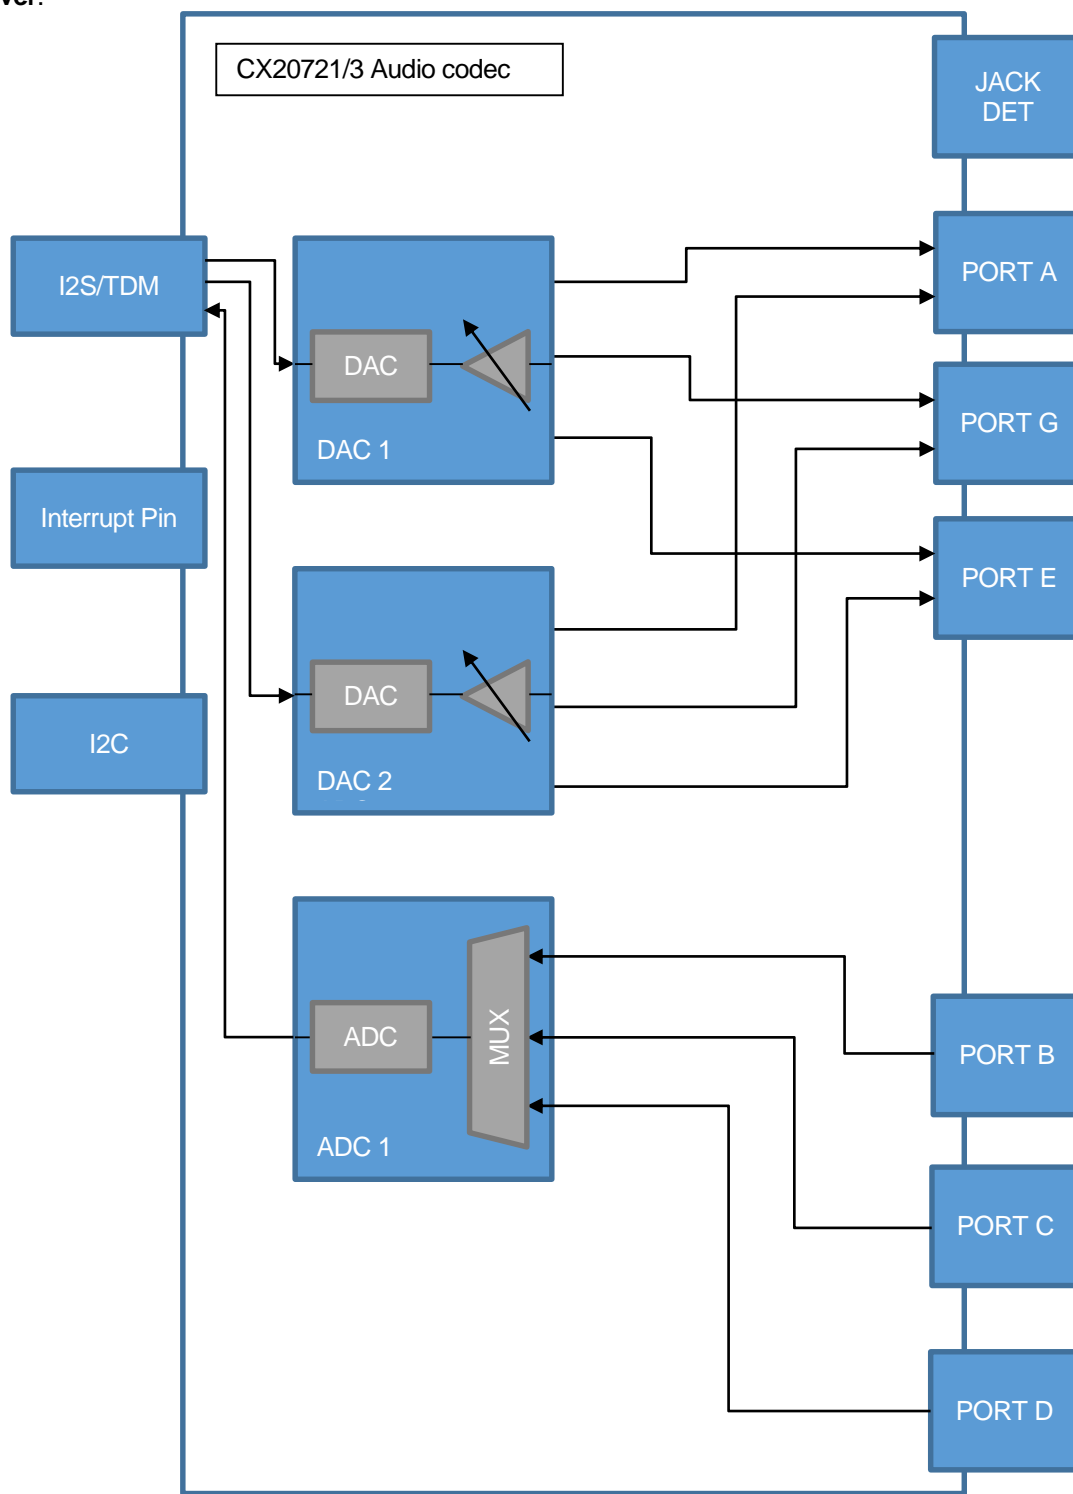 CX20721/3 Audio codec
JACK
DET
I2S/TDM
PORT A
DAC
PORT G
DAC 1
Interrupt Pin
PORT E
DAC
I2C
DAC 2
ADC
MUX
PORT B
ADC 1
PORT C
PORT D